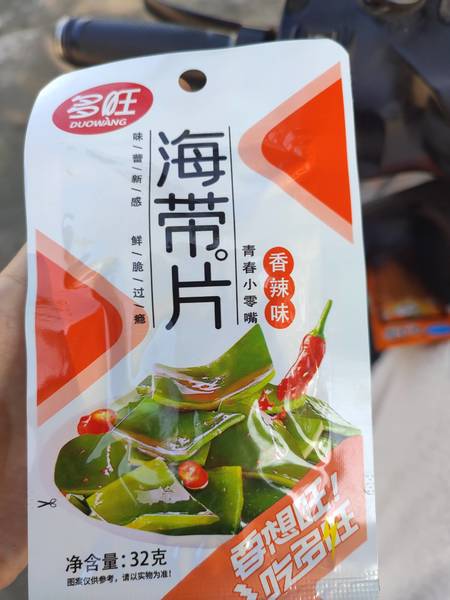 多旺
DUOWANG
味/蕾/新/感 鲜/脆/过/瘾
海带片
青春小零嘴
香辣味
要想旺!
吃多旺
净含量:32克
图案仅供参考,请以实物为准!